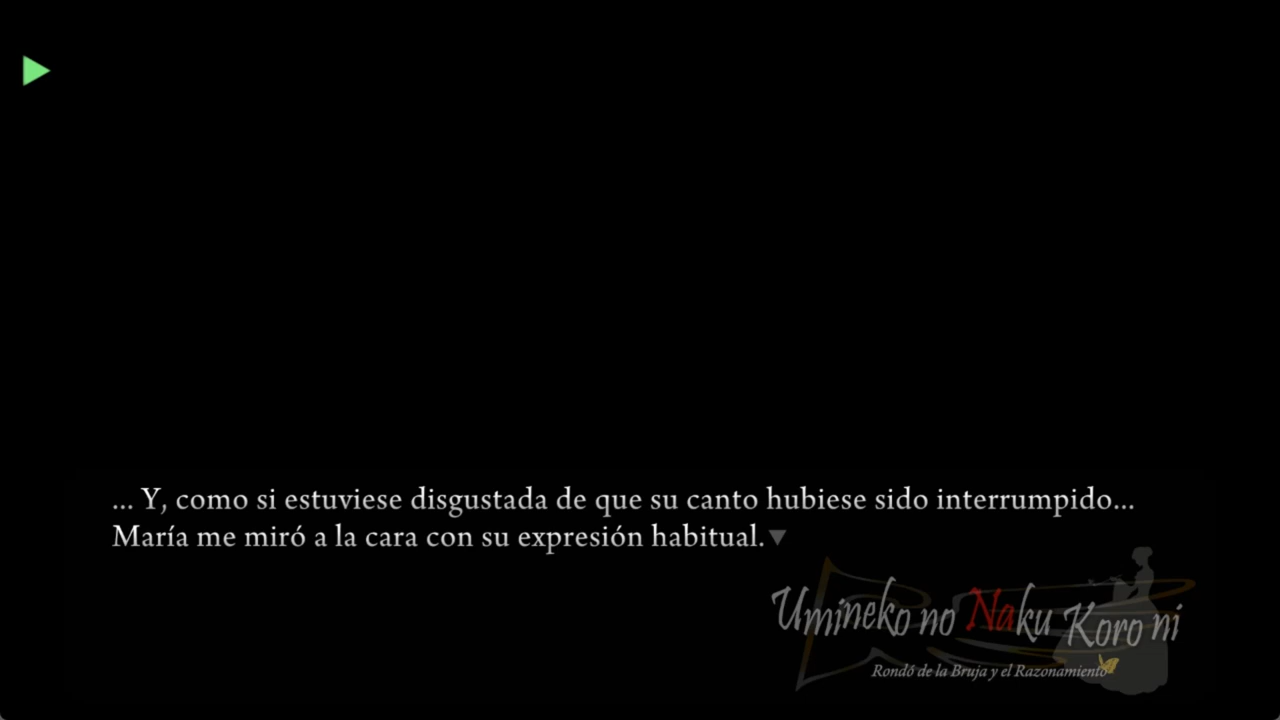 ... Y, como si estuviese disgustada de que su canto hubiese sido interrumpido...
María me miró a la cara con su expresión habitual.
Umineko no Naku Koro ni
Rondó de la Bruja y el Razonamiento